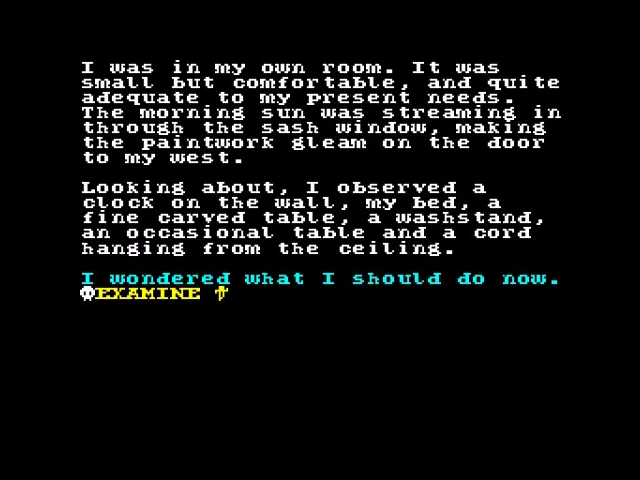 I was in my own room. It was
small but comfortable, and quite
adequate to my present needs.
The morning sun was streaming in
through the sash window, making
the paintwork gleam on the door
to my west.
Looking about, I observed a
clock on the wall, my bed, a
fine carved table, a washstand,
an occasional table and a cord
hanging from the ceiling.
I wondered what I should do now.
EXAMINE